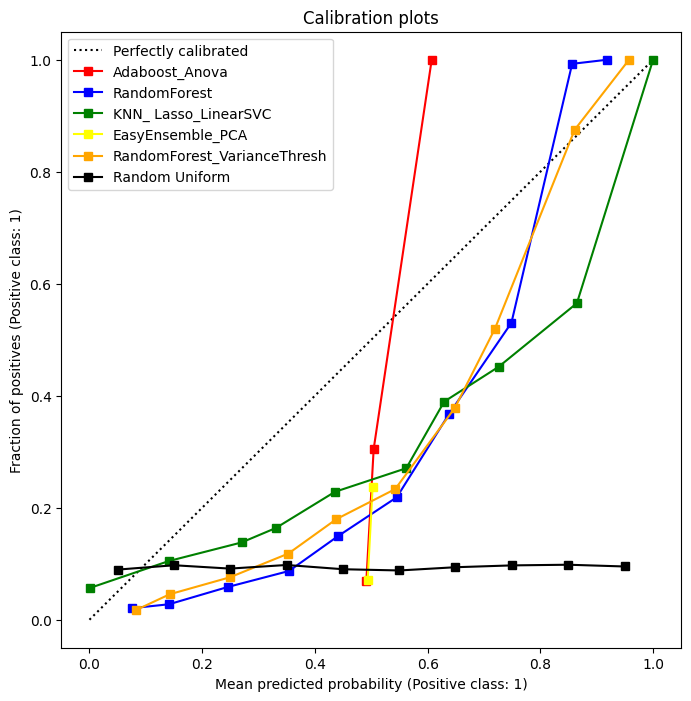 Calibration plots
Perfectly calibrated
Adaboost_Anova
RandomForest
KNN_ Lasso_LinearSVC
EasyEnsemble_PCA
RandomForest_VarianceThresh
Random Uniform
Fraction of positives (Positive class: 1)
1.0
0.8
0.6
0.4
0.2
0.0
0.0 0.2 0.4 0.6 0.8 1.0
Mean predicted probability (Positive class: 1)